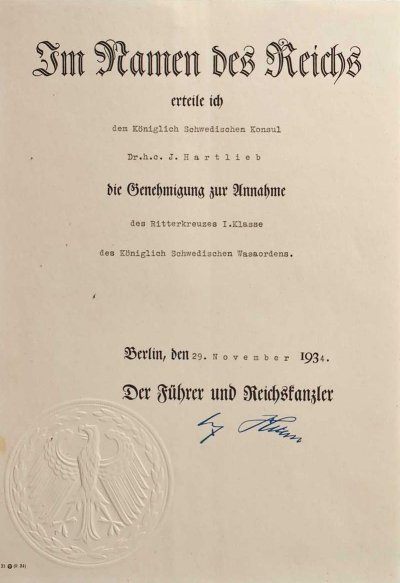 Im Namen des Reichs
erteile ich
dem Königlich Schwedischen Konsul
Dr.h.c. J. Hartlieb
die Genehmigung zur Annahme
des Ritterkreuzes I.Klasse
des Königlich Schwedischen Wasaordens.
Berlin, den 29. November 1934.
Der Führer und Reichskanzler